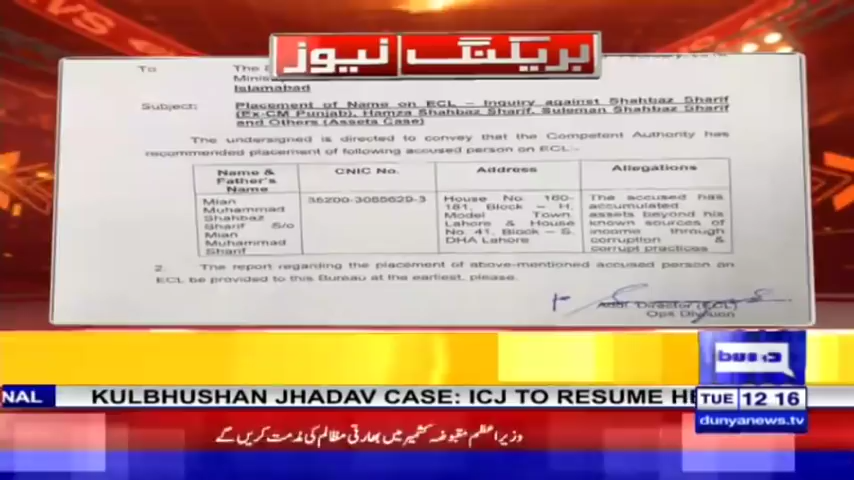 بریکنگ نیوز
NEWS
To The
Islamabad
Subject: Placement of Name on ECL – Inquiry against Shahbaz Sharif
(Ex-CM Punjab), Hamza Shahbaz Sharif, Suleman Shahbaz Sharif
and Others (Assets Case)
The undersigned is directed to convey that the Competent Authority has
recommended placement of following accused person on ECL:-
Name & Father's Name
CNIC No.
Address
Allegations
Mian
Muhammad
Shahbaz
Sharif S/o
Mian
Muhammad
Sharif
House No.
181, Block – H,
Model Town,
Lahore & House
No. 41, Block – S,
DHA Lahore
The accused has
accumulated
assets beyond his
known sources of
income through
corruption &
corrupt practices
2. The report regarding the placement of above-mentioned accused person on
ECL be provided to this Bureau at the earliest, please.
Addl Director (ECL)
Ops Division
NAL KULBHUSHAN JHADAV CASE: ICJ TO RESUME
TUE 12 16
dunyanews.tv
وزیراعظم مقبوضہ کشمیر میں بھارتی مظالم کی مذمت کریں گے